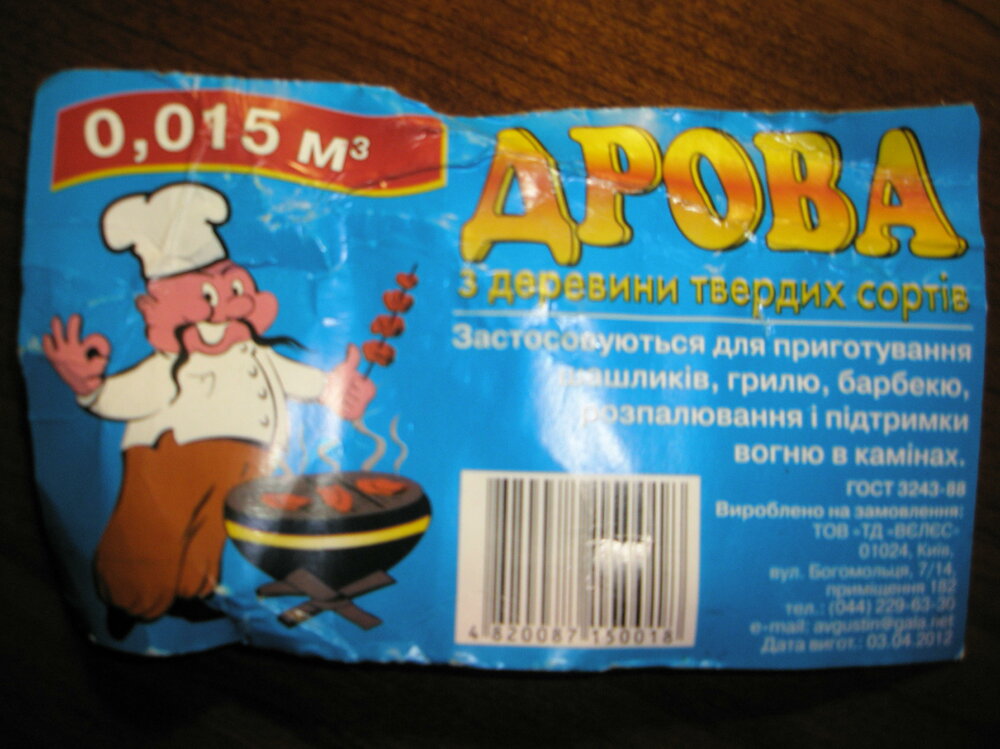 0,015 м³
ДРОВА
з деревини твердих сортів
Застосовуються для приготування
шашликів, грилю, барбекю,
розпалювання і підтримки
вогню в камінах.
ГОСТ 3243-88
Вироблено на замовлення:
ТОВ «ТД «ВЄЛЄС»
01024, Київ,
вул. Богомольця, 7/14,
приміщення 182
тел.: (044) 229-63-30
e-mail: avgustin@gala.net
Дата вигот.: 03.04.2012
4 820087 150018